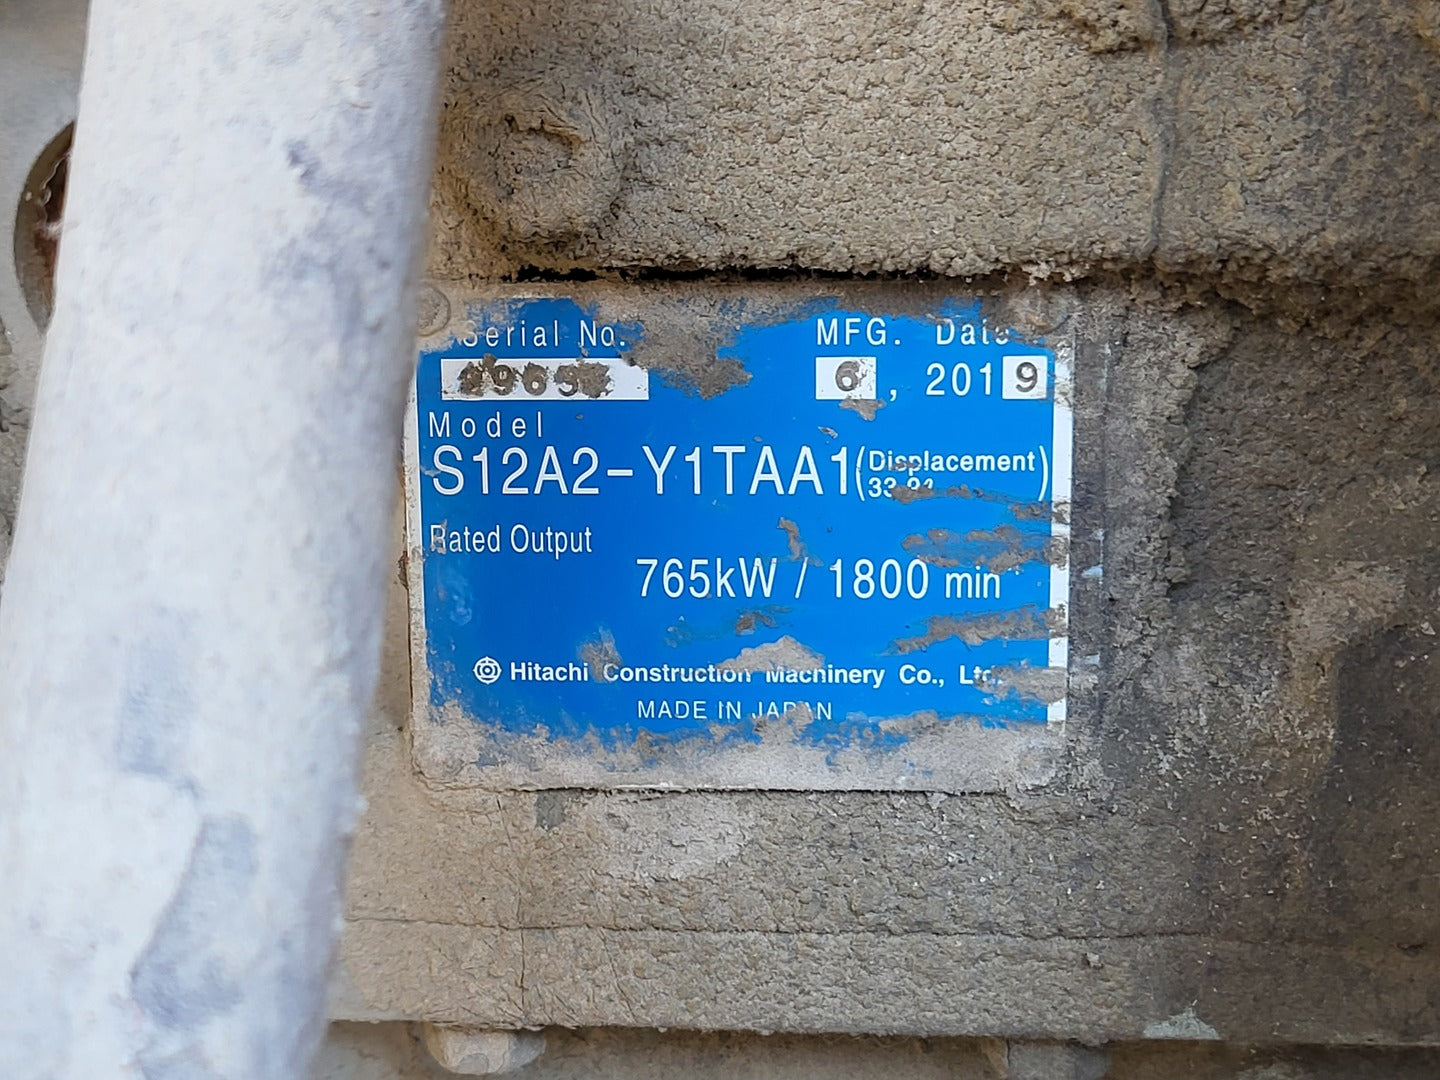 Serial No.
MFG. Date
6, 2019
Model
S12A2-Y1TAA1(Displacement)
Rated Output
765kW / 1800 min
Hitachi Construction Machinery Co., Ltd.
MADE IN JAPAN